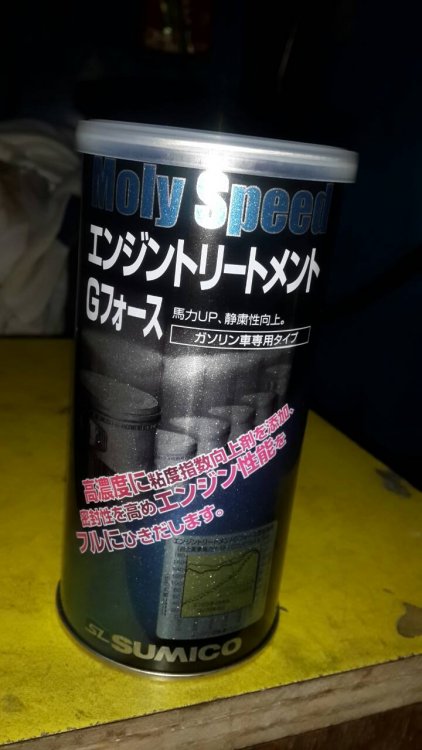 Moly Speed
エンジントリートメント
Gフォース
馬力UP、静粛性向上。
ガソリン車専用タイプ
高濃度に粘度指数向上剤を添加、
密封性を高めエンジン性能を
フルにひきだします。
SL SUMICO